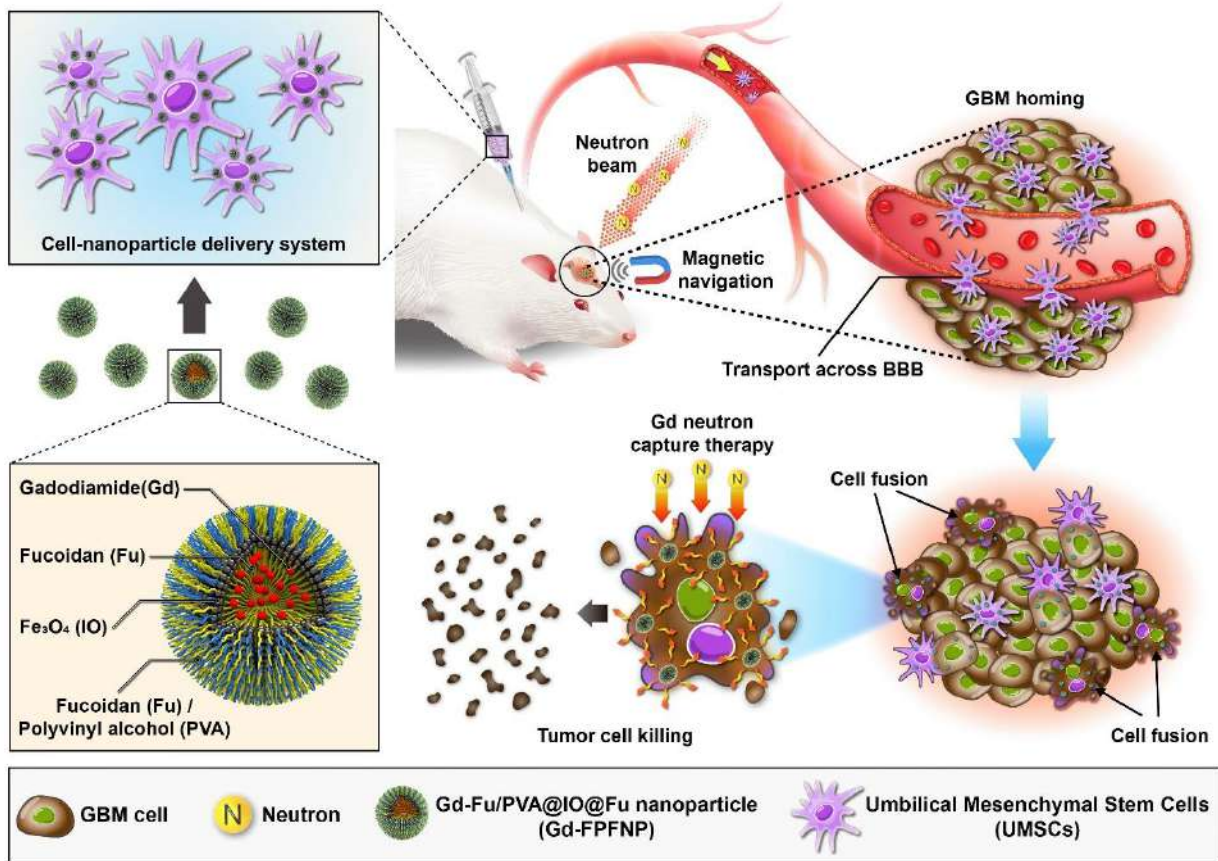 Cell-nanoparticle delivery system
Neutron
beam
N
N
N
N
Magnetic
navigation
GBM homing
Transport across BBB
Gadodiamide(Gd)
Fucoidan (Fu)
Fe₃O₄ (IO)
Fucoidan (Fu) /
Polyvinyl alcohol (PVA)
Gd neutron
capture therapy
N
N
N
Tumor cell killing
Cell fusion
Cell fusion
GBM cell
N
Neutron
Gd-Fu/PVA@IO@Fu nanoparticle
(Gd-FPFNP)
Umbilical Mesenchymal Stem Cells
(UMSCs)